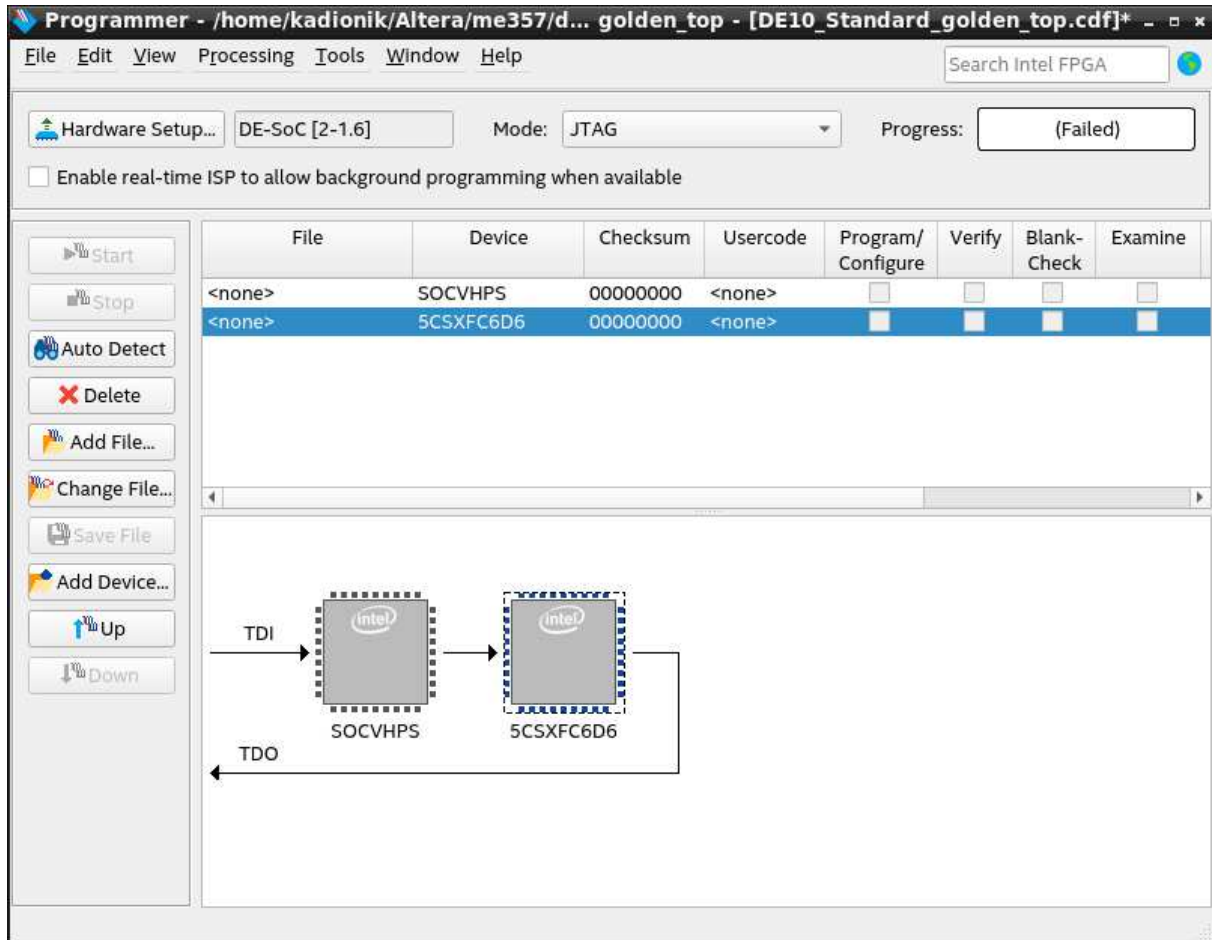 Programmer - /home/kadionik/Altera/me357/d... golden_top - [DE10_Standard_golden_top.cdf]*
File Edit View Processing Tools Window Help
Search Intel FPGA
Hardware Setup... DE-SoC [2-1.6] Mode: JTAG Progress: (Failed)
Enable real-time ISP to allow background programming when available
Start
Stop
Auto Detect
Delete
Add File...
Change File...
Save File
Add Device...
Up
Down
File Device Checksum Usercode Program/ Verify Blank- Examine
Configure Check
<none> SOCVHPS 00000000 <none>
<none> 5CSXFC6D6 00000000 <none>
intel intel
TDI
SOCVHPS 5CSXFC6D6
TDO